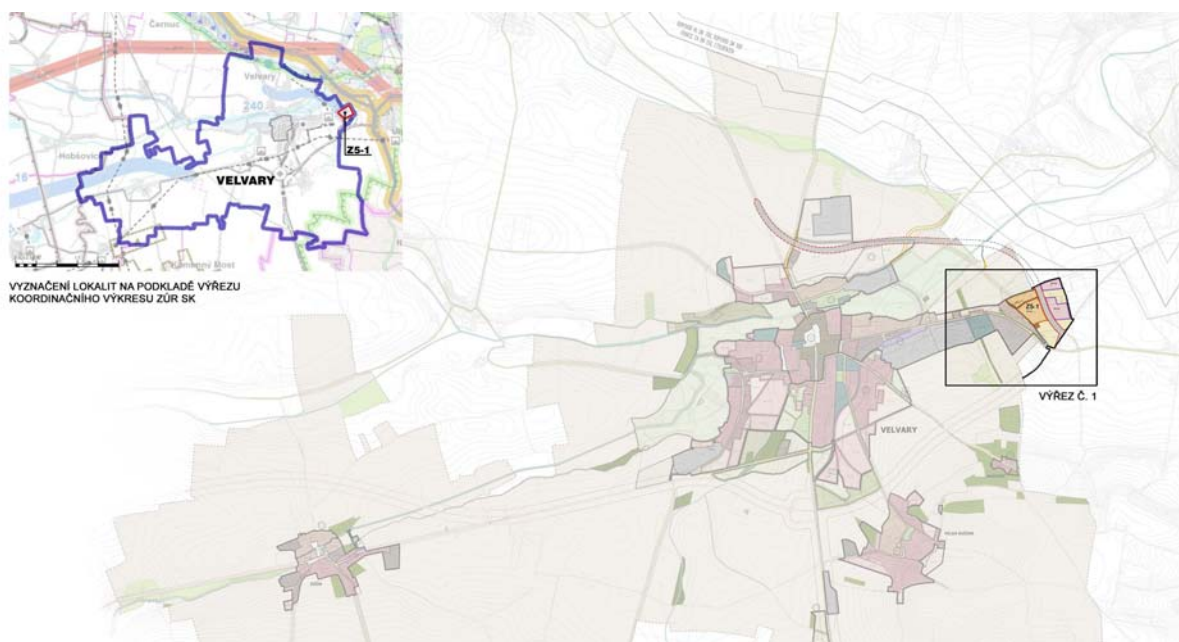 Černuc
Velvary
240
Hobšovice
16
Z5-1
VELVARY
VYZNAČENÍ LOKALIT NA PODKLADĚ VÝŘEZU
KOORDINAČNÍHO VÝKRESU ZÚR SK
Z5-1
VÝŘEZ Č. 1
VELVARY